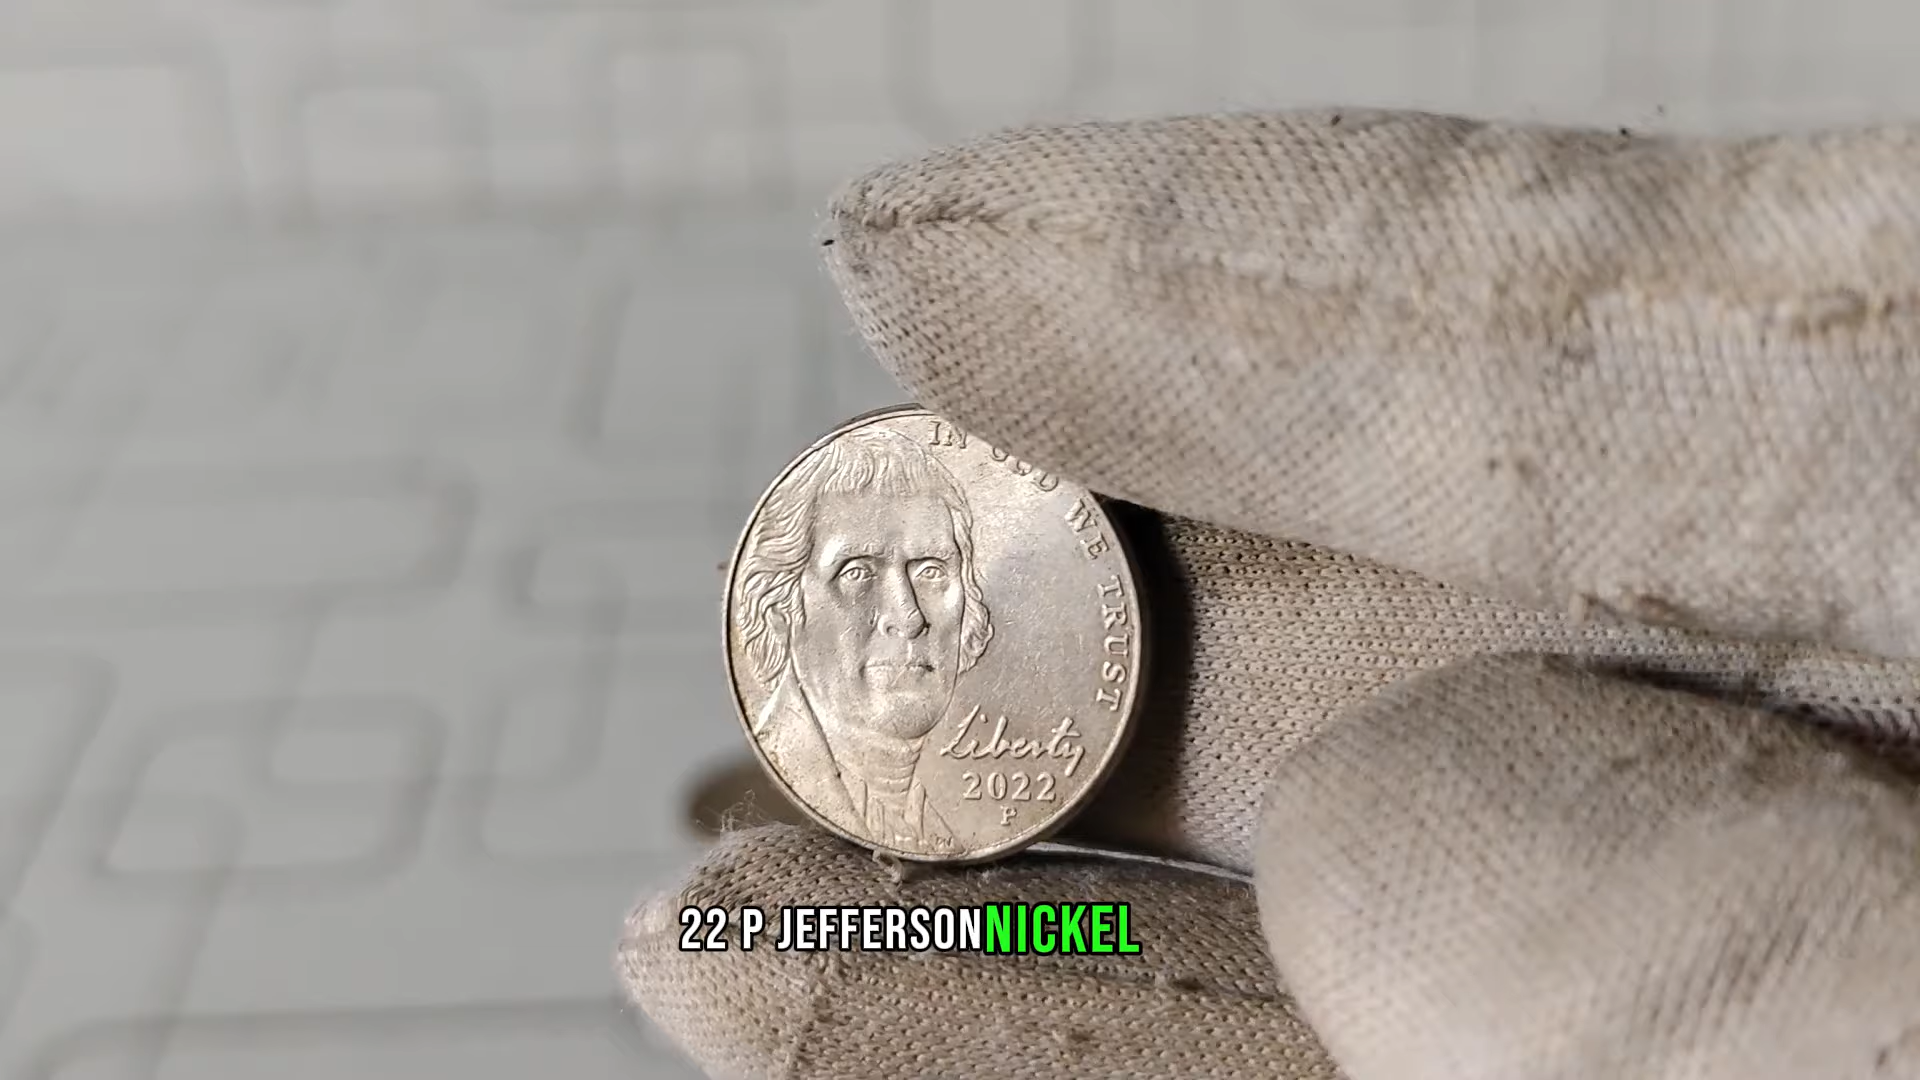 IN GOD WE TRUST
Liberty
2022
P
22 P JEFFERSON NICKEL